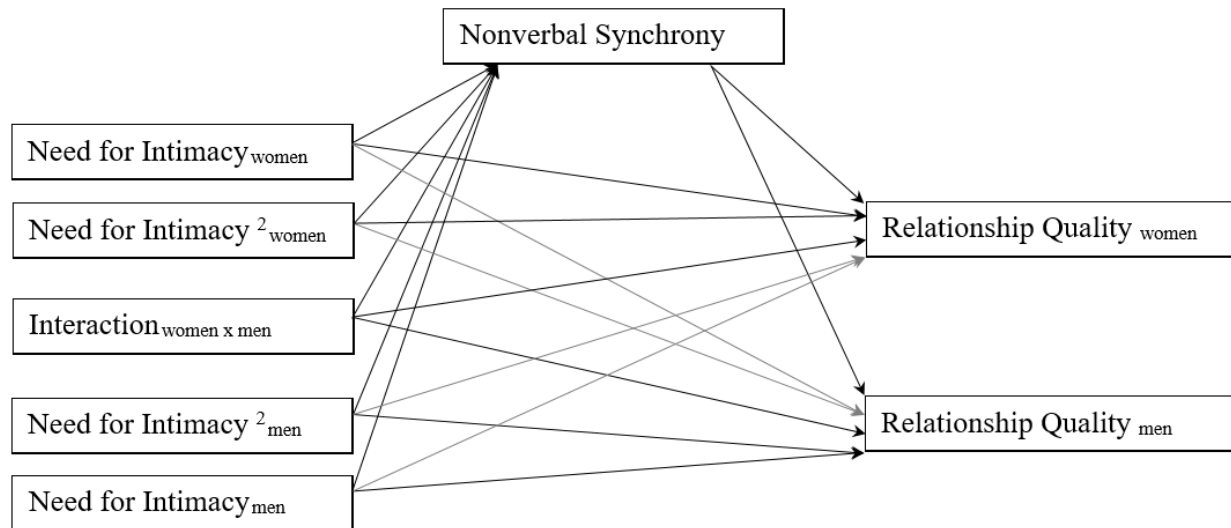 Nonverbal Synchrony
Need for Intimacy women
Need for Intimacy ² women
Relationship Quality women
Interaction women x men
Need for Intimacy ² men
Relationship Quality men
Need for Intimacy men